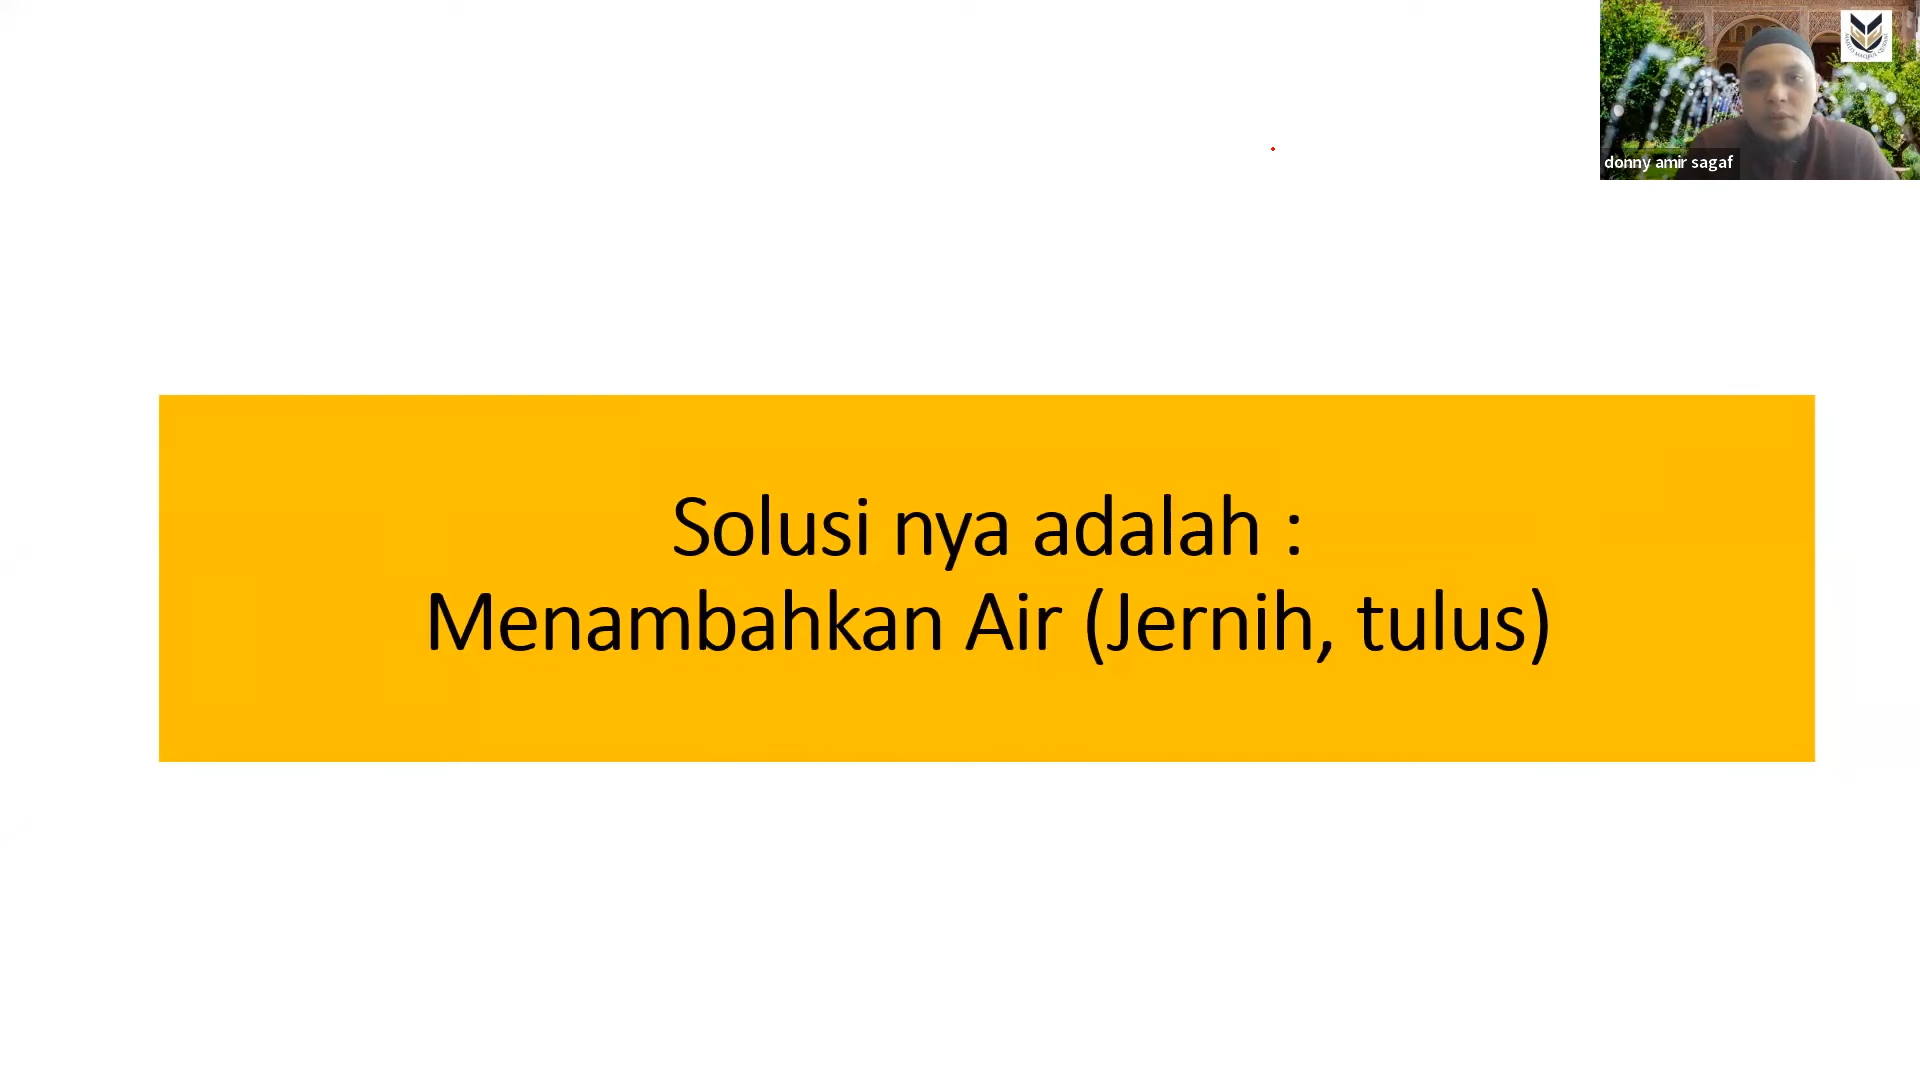 donny amir sagaf
Solusi nya adalah :
Menambahkan Air (Jernih, tulus)